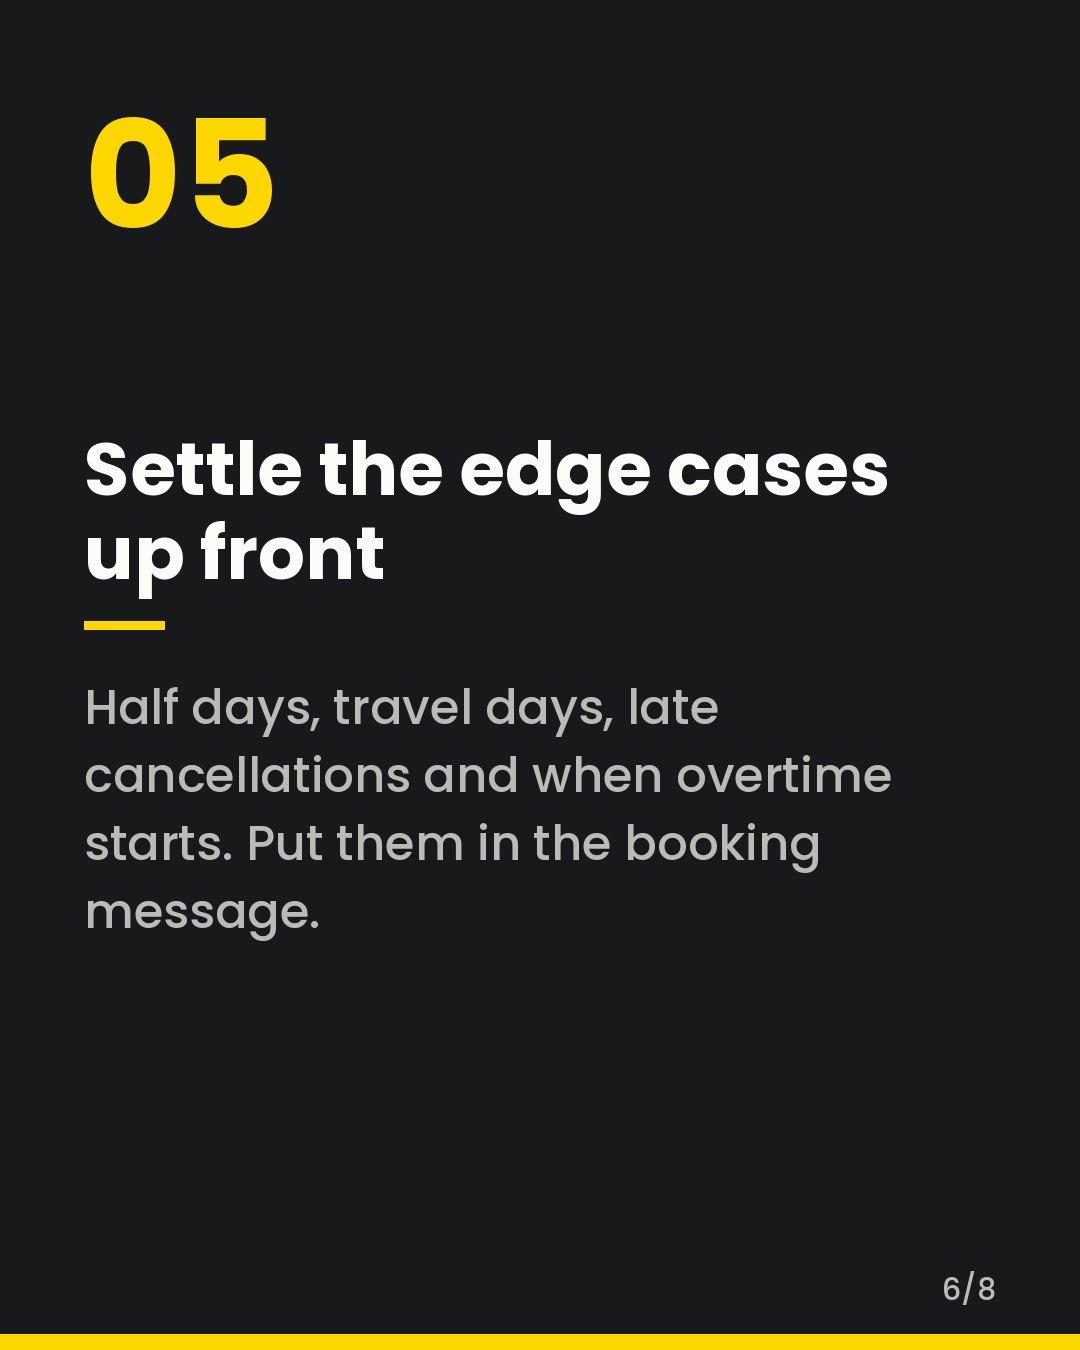 05
Settle the edge cases
up front
Half days, travel days, late
cancellations and when overtime
starts. Put them in the booking
message.
6/8